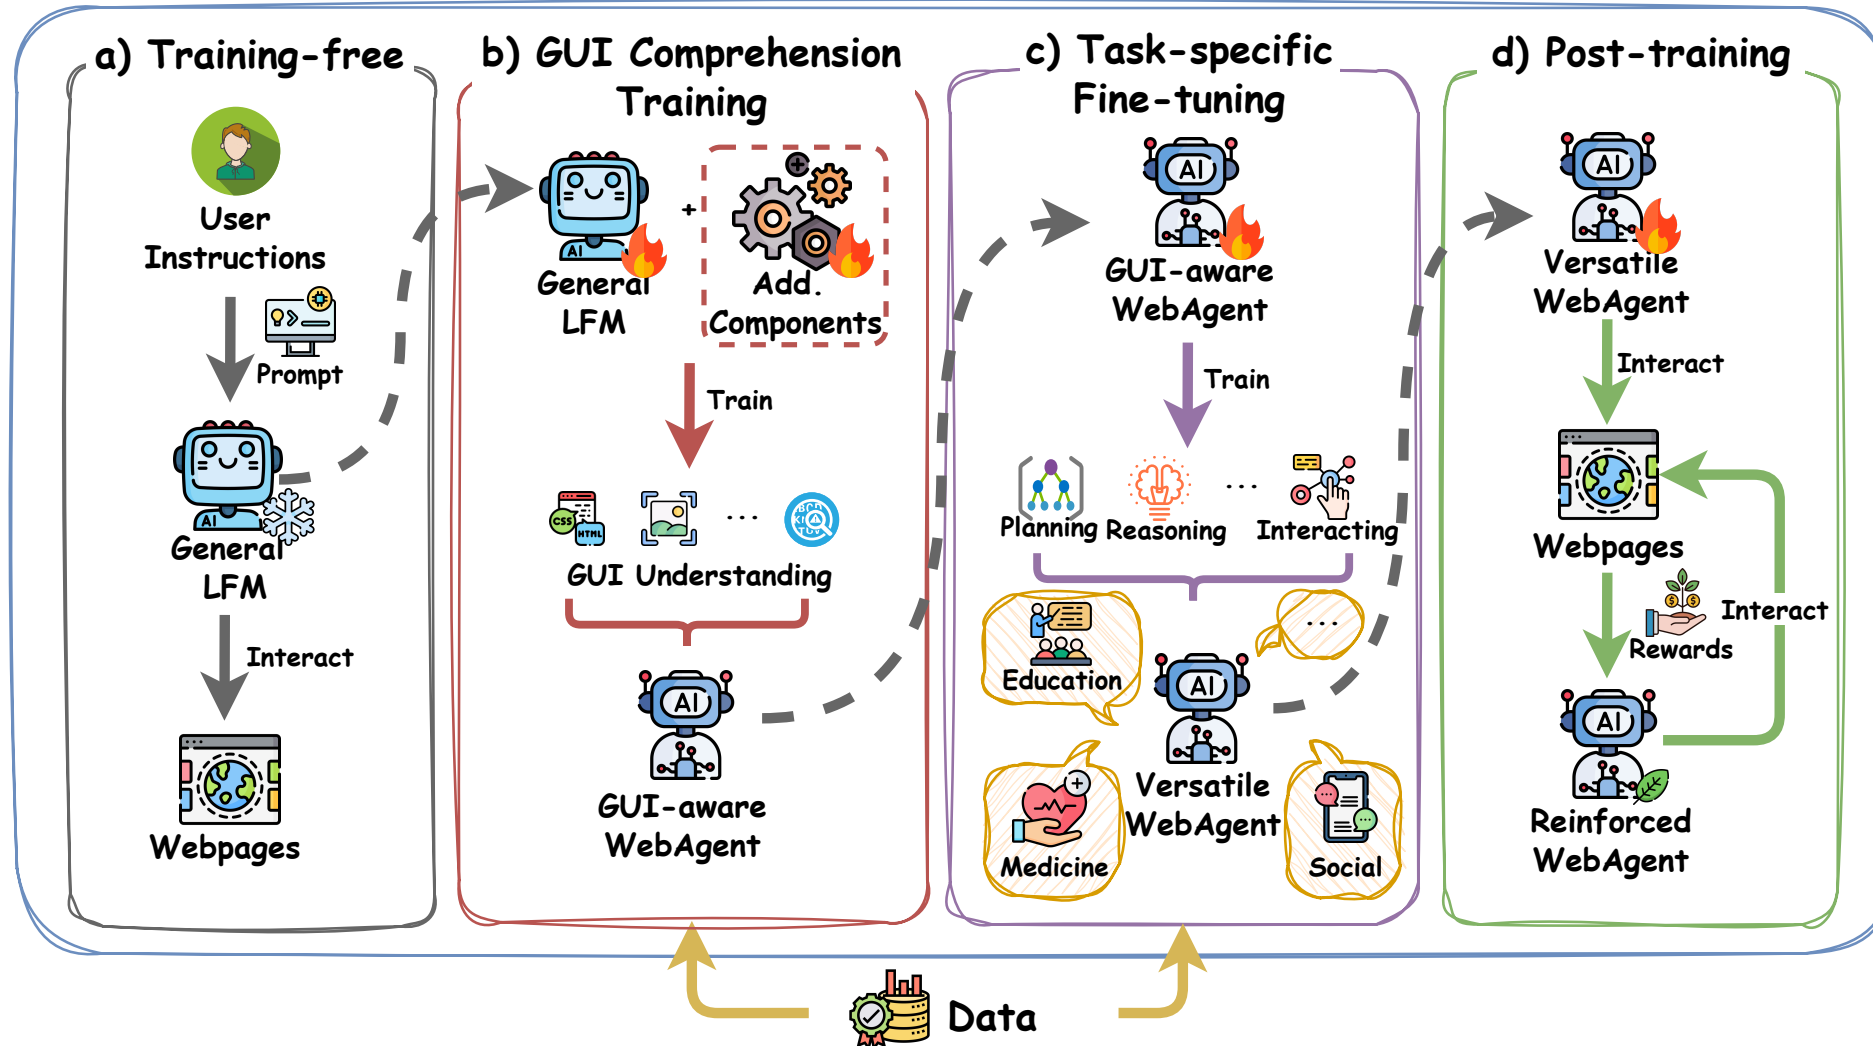 a) Training-free
User
Instructions
Prompt
AI
General
LFM
Interact
Webpages
b) GUI Comprehension
Training
AI
General
LFM
+
Add.
Components
Train
CSS
HTML
...
GUI Understanding
AI
GUI-aware
WebAgent
c) Task-specific
Fine-tuning
AI
GUI-aware
WebAgent
Train
Planning
Reasoning
...
Interacting
Education
...
AI
Versatile
WebAgent
Medicine
Social
d) Post-training
AI
Versatile
WebAgent
Interact
Webpages
Rewards
Interact
AI
Reinforced
WebAgent
Data